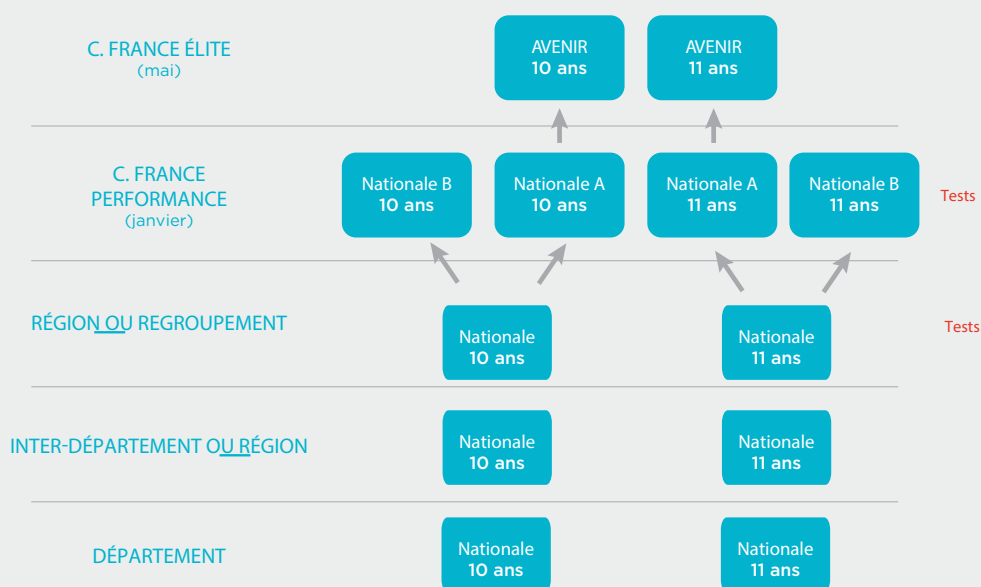 C. FRANCE ÉLITE
(mai)
AVENIR
10 ans
AVENIR
11 ans
C. FRANCE
PERFORMANCE
(janvier)
Nationale B
10 ans
Nationale A
10 ans
Nationale A
11 ans
Nationale B
11 ans
Tests
RÉGION OU REGROUPEMENT
Nationale
10 ans
Nationale
11 ans
Tests
INTER-DÉPARTEMENT OU RÉGION
Nationale
10 ans
Nationale
11 ans
DÉPARTEMENT
Nationale
10 ans
Nationale
11 ans